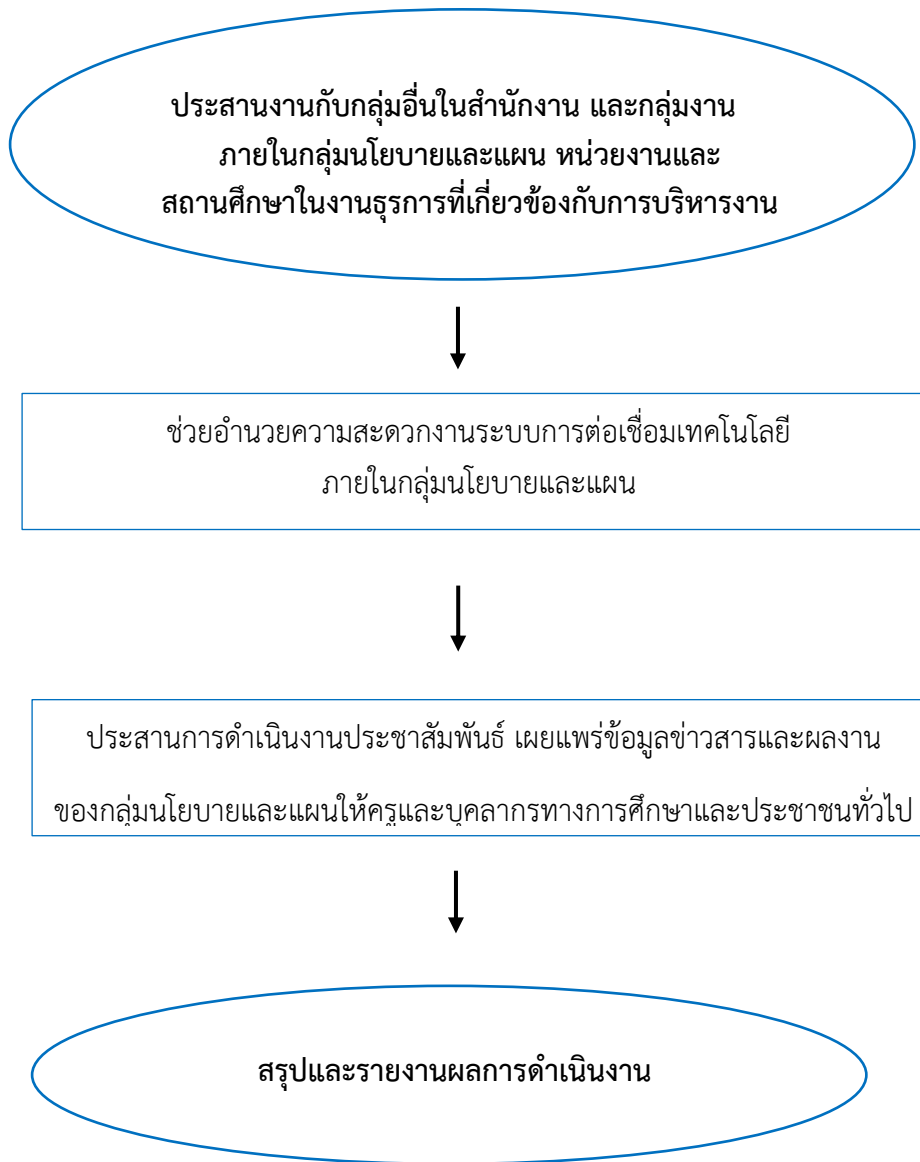 ประสานงานกับกลุ่มอื่นในสำนักงาน และกลุ่มงาน
ภายในกลุ่มนโยบายและแผน หน่วยงานและ
สถานศึกษาในงานธุรการที่เกี่ยวข้องกับการบริหารงาน
ช่วยอำนวยความสะดวกงานระบบการต่อเชื่อมเทคโนโลยี
ภายในกลุ่มนโยบายและแผน
ประสานการดำเนินงานประชาสัมพันธ์ เผยแพร่ข้อมูลข่าวสารและผลงาน
ของกลุ่มนโยบายและแผนให้ครูและบุคลากรทางการศึกษาและประชาชนทั่วไป
สรุปและรายงานผลการดำเนินงาน